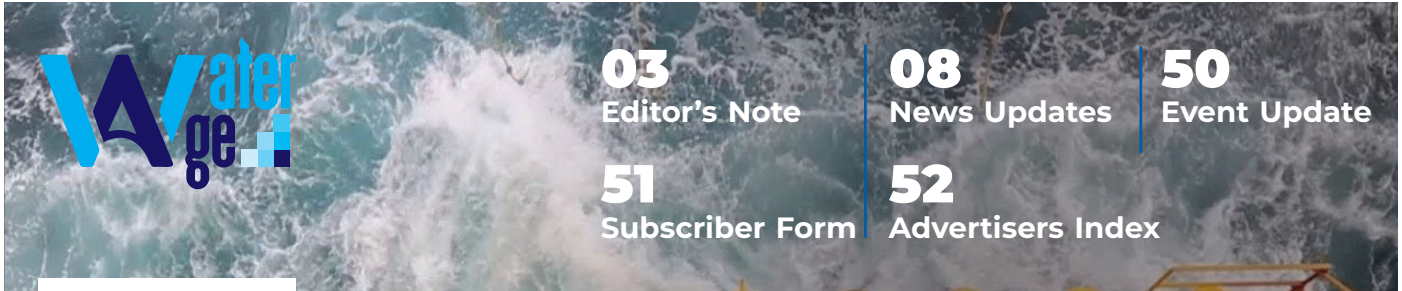 Water
Age
03
Editor's Note
08
News Updates
50
Event Update
51
Subscriber Form
52
Advertisers Index